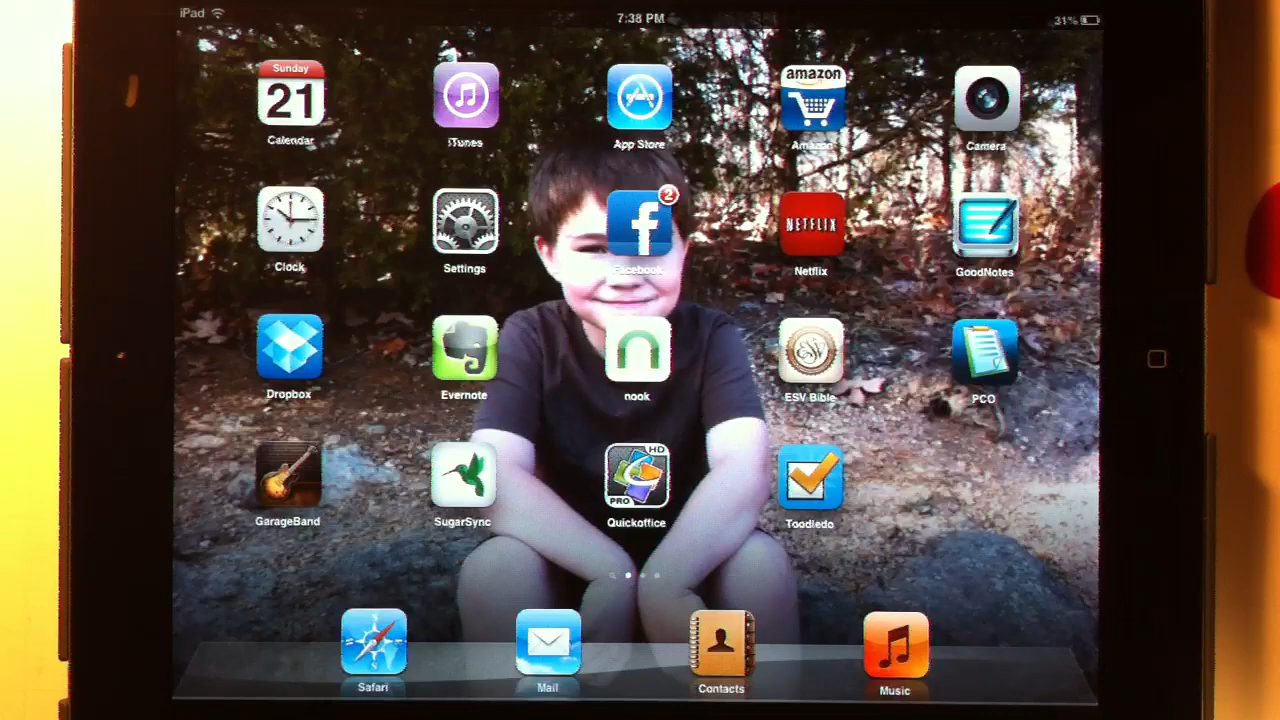 iPad 7:38 PM 31%
Sunday
21
amazon
Calendar iTunes App Store Amazon Camera
2
NETFLIX
Clock Settings Facebook Netflix GoodNotes
ESV
Dropbox Evernote nook ESV Bible PCO
HD
PRO
GarageBand SugarSync Quickoffice Toodledo
Safari Mail Contacts Music